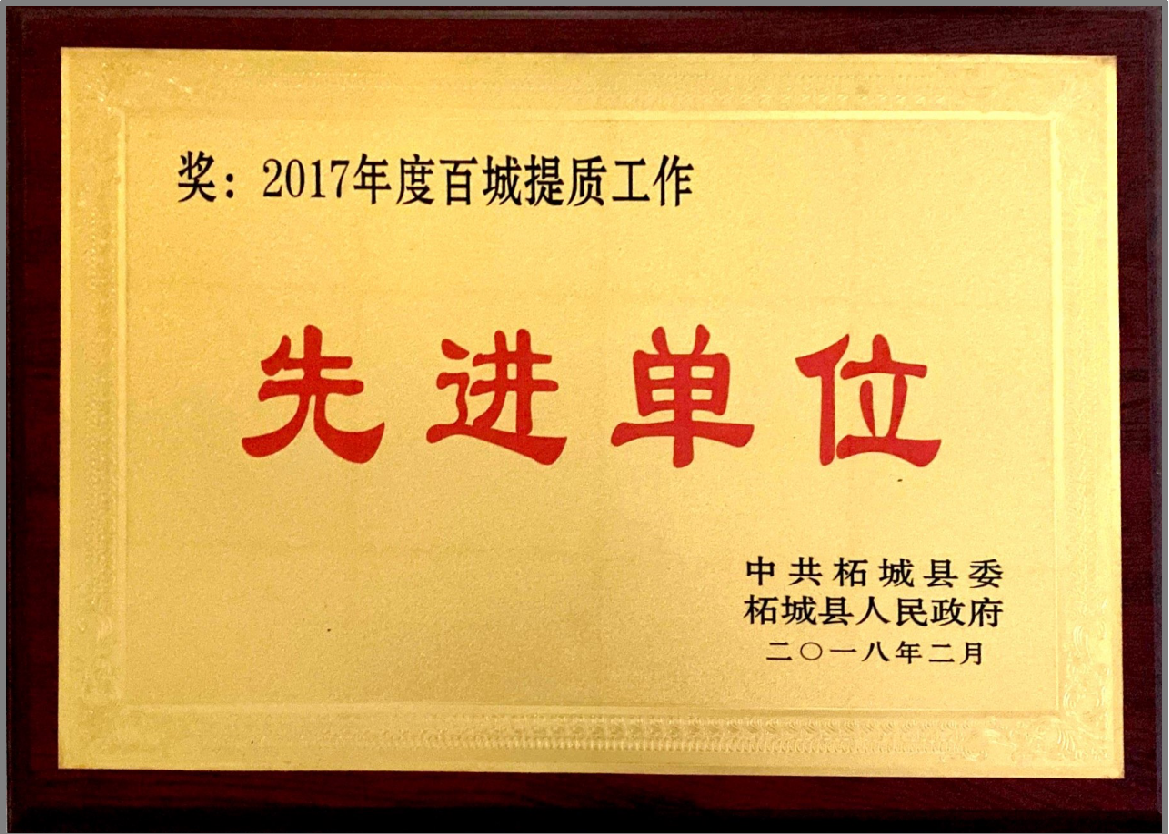 奖：2017年度百城提质工作
先进单位
中共柘城县委
柘城县人民政府
二〇一八年二月